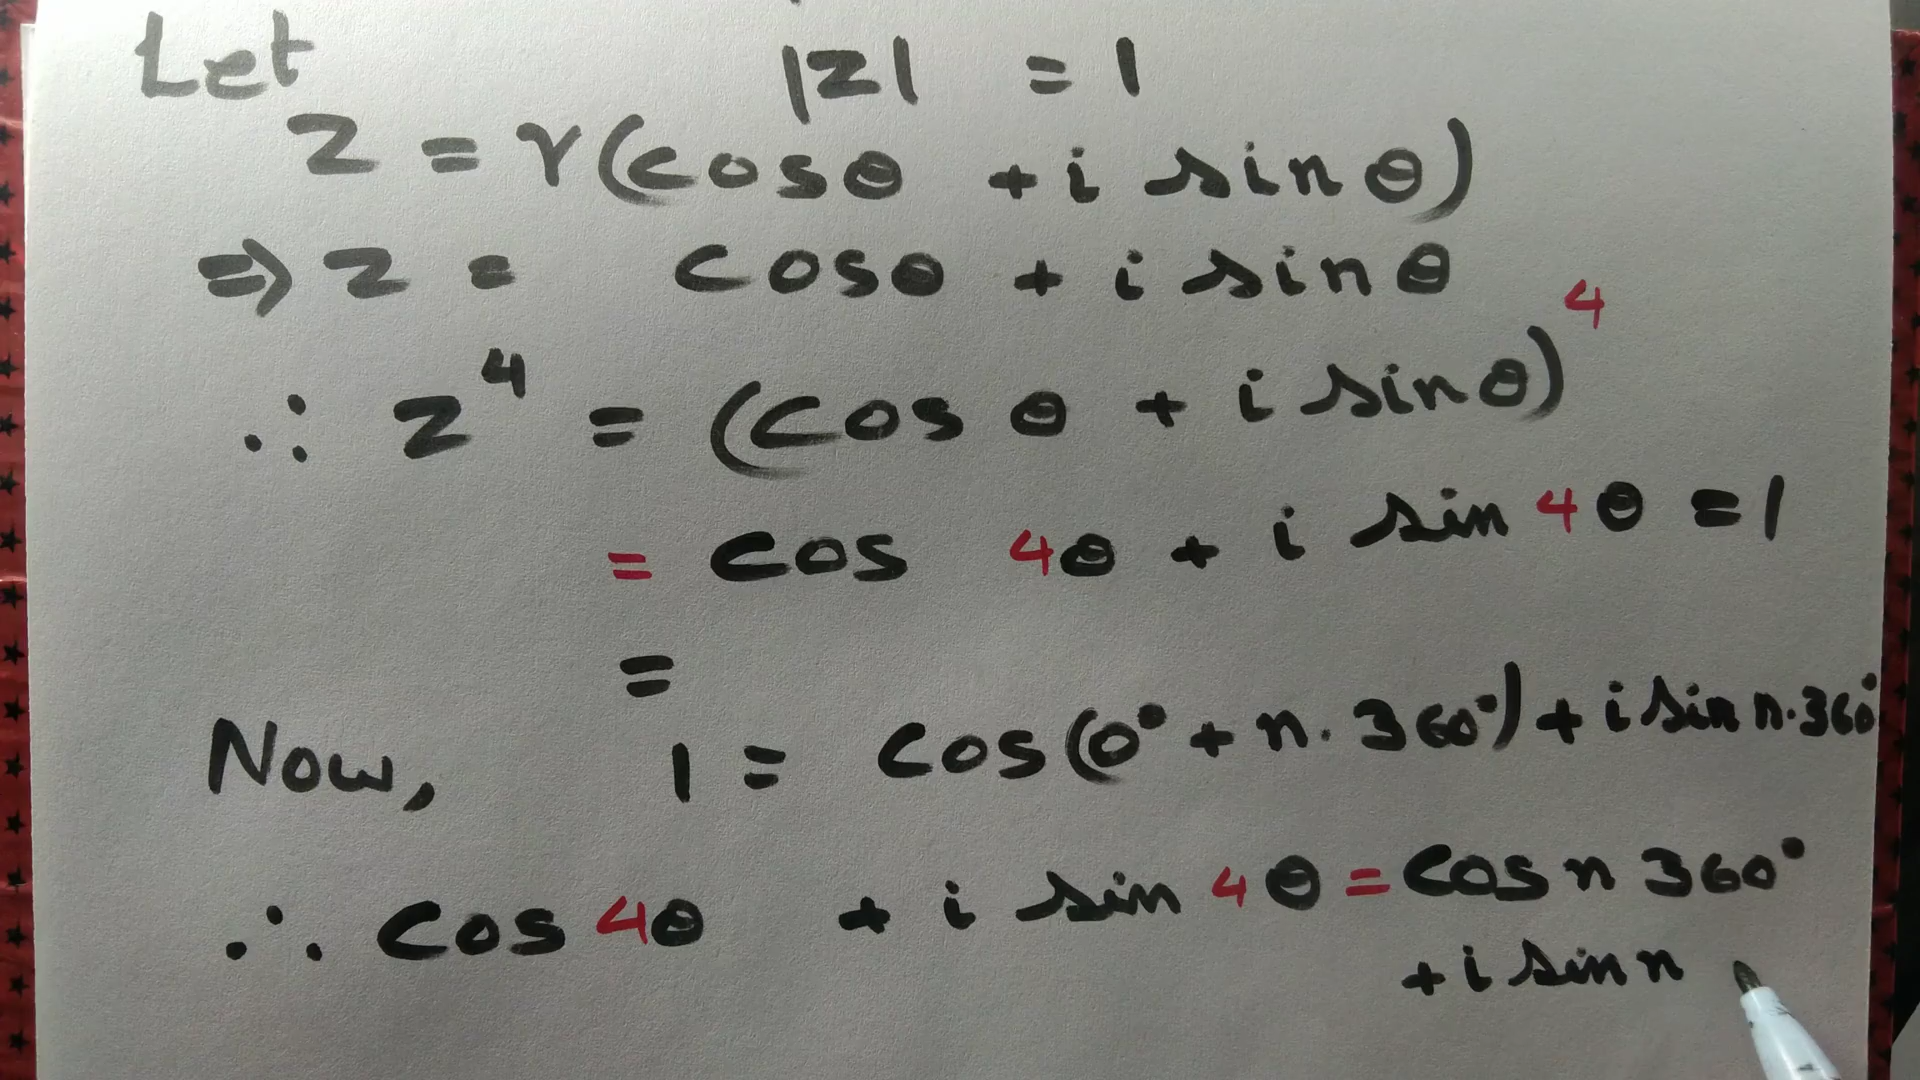 Let |z| = 1
z = r(cosθ + i sinθ)
⇒ z = cosθ + i sinθ
∴ z⁴ = (cos θ + i sinθ)⁴
= cos 4θ + i sin 4θ = 1
=
Now, 1 = cos(0° + n. 360°) + i sin n.360°
∴ cos 4θ + i sin 4θ = cos n 360°
+ i sin n